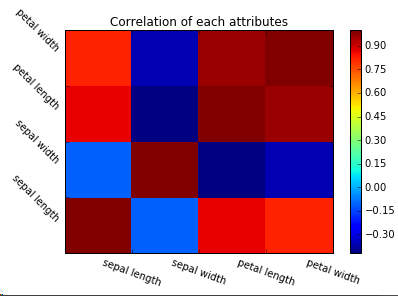 Correlation of each attributes
petal width
petal length
sepal width
sepal length
sepal length
sepal width
petal length
petal width
0.90
0.75
0.60
0.45
0.30
0.15
0.00
−0.15
−0.30